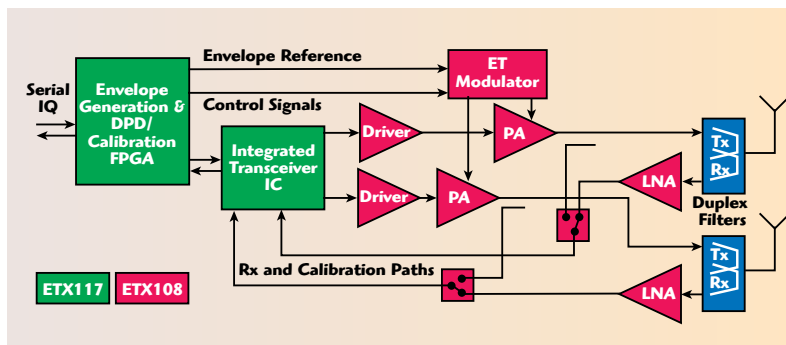 Envelope Reference
ET
Modulator
Serial
IQ
Envelope
Generation &
DPD/
Calibration
FPGA
Control Signals
Driver
PA
Tx
Rx
Integrated
Transceiver
IC
Driver
PA
LNA
Duplex
Filters
Tx
Rx
Rx and Calibration Paths
LNA
ETX117
ETX108